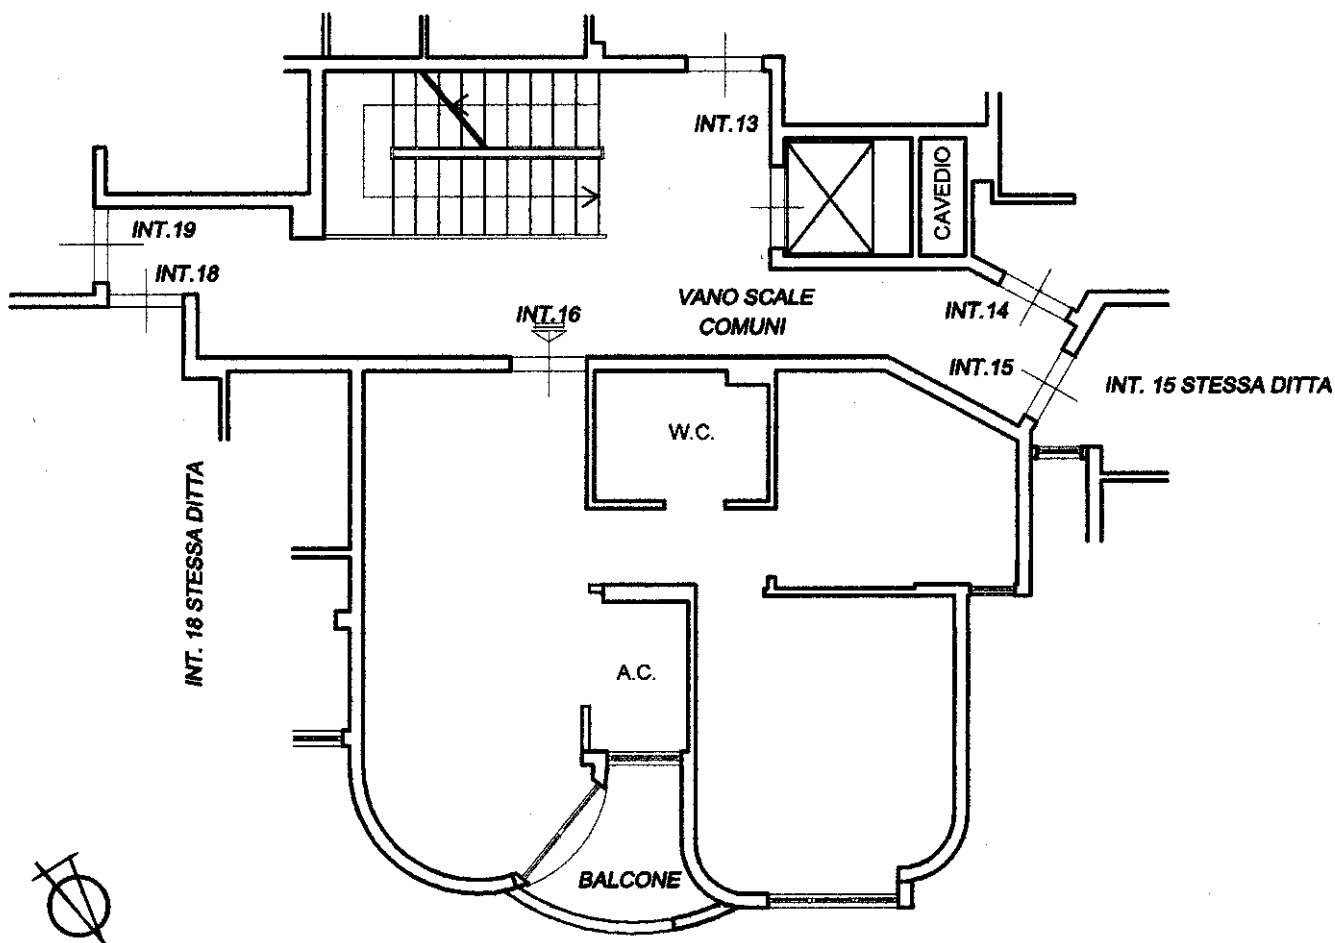 INT.13
CAVEDIO
INT.19
INT.18
VANO SCALE
COMUNI
INT.16
INT.14
INT.15
INT. 15 STESSA DITTA
W.C.
INT. 18 STESSA DITTA
A.C.
BALCONE